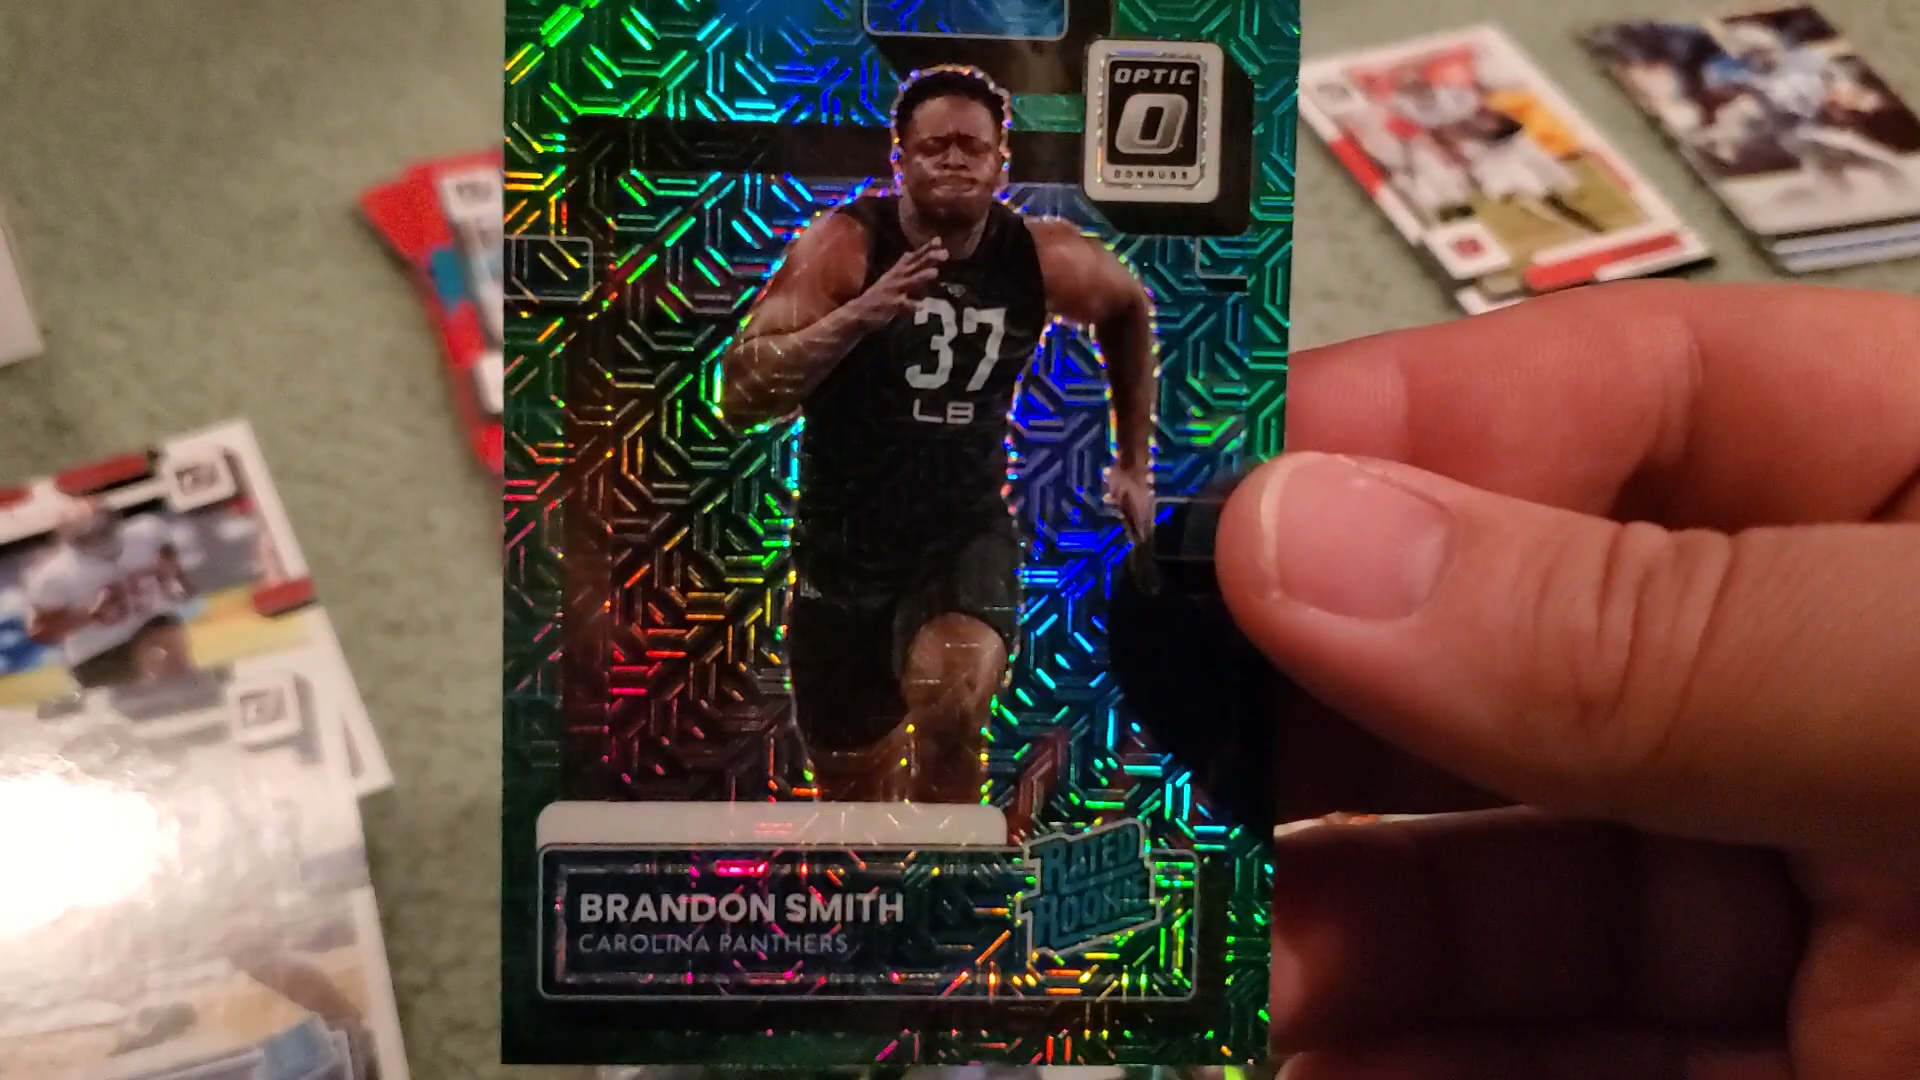 OPTIC
O
DONRUSS
37
LB
RATED
ROOKIE
BRANDON SMITH
CAROLINA PANTHERS